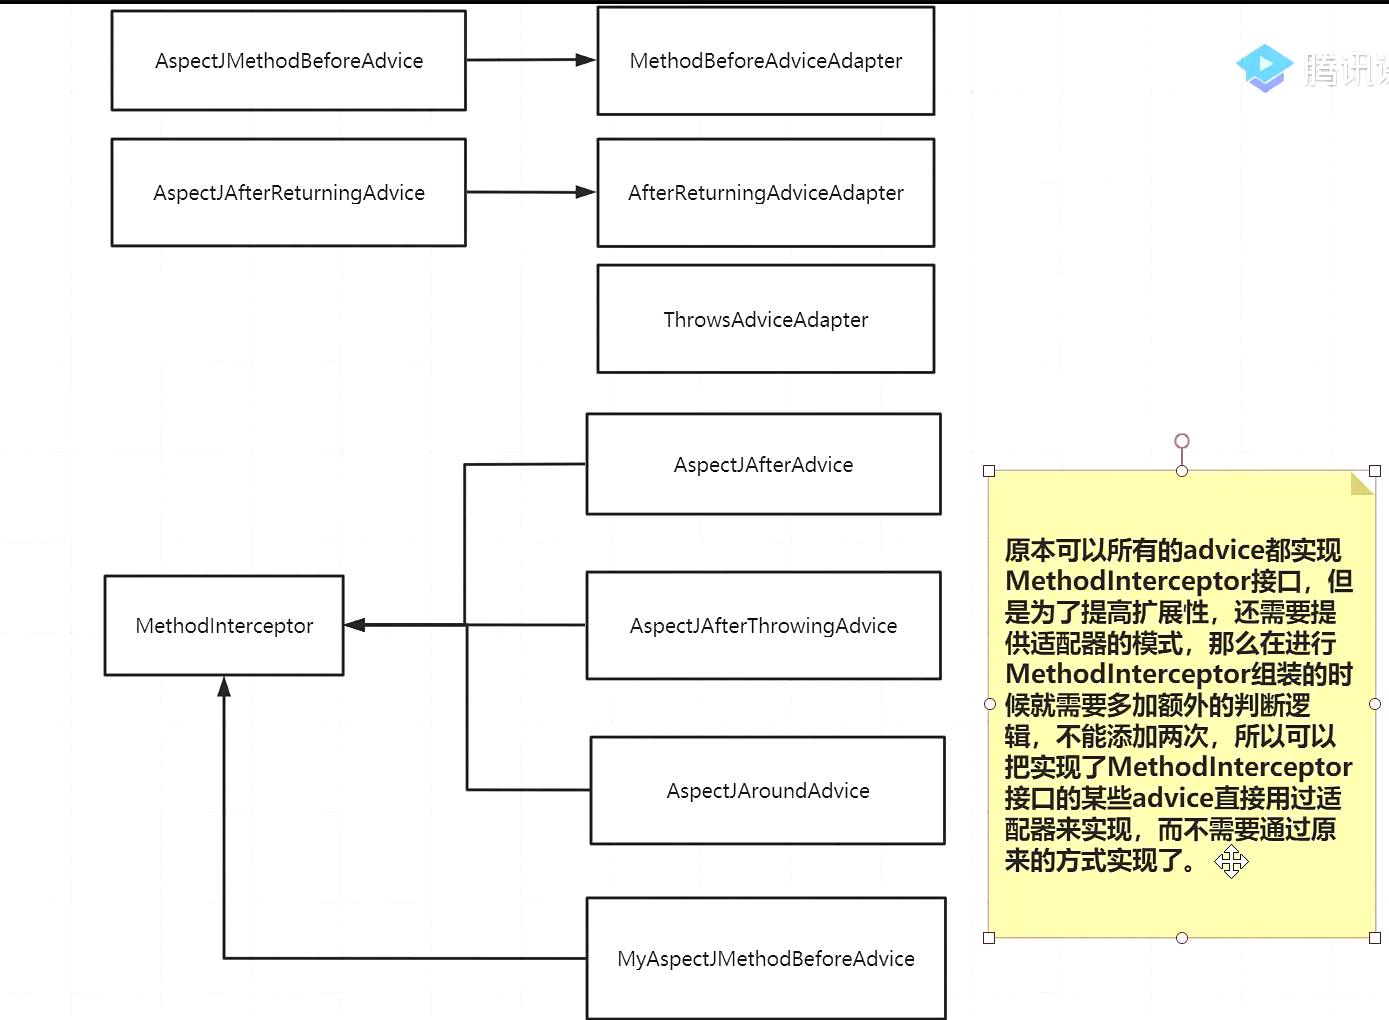 AspectJMethodBeforeAdvice
MethodBeforeAdviceAdapter
腾讯课
AspectJAfterReturningAdvice
AfterReturningAdviceAdapter
ThrowsAdviceAdapter
AspectJAfterAdvice
MethodInterceptor
AspectJAfterThrowingAdvice
AspectJAroundAdvice
MyAspectJMethodBeforeAdvice
原本可以所有的advice都实现
MethodInterceptor接口，但
是为了提高扩展性，还需要提
供适配器的模式，那么在进行
MethodInterceptor组装的时
候就需要多加额外的判断逻
辑，不能添加两次，所以可以
把实现了MethodInterceptor
接口的某些advice直接用过适
配器来实现，而不需要通过原
来的方式实现了。